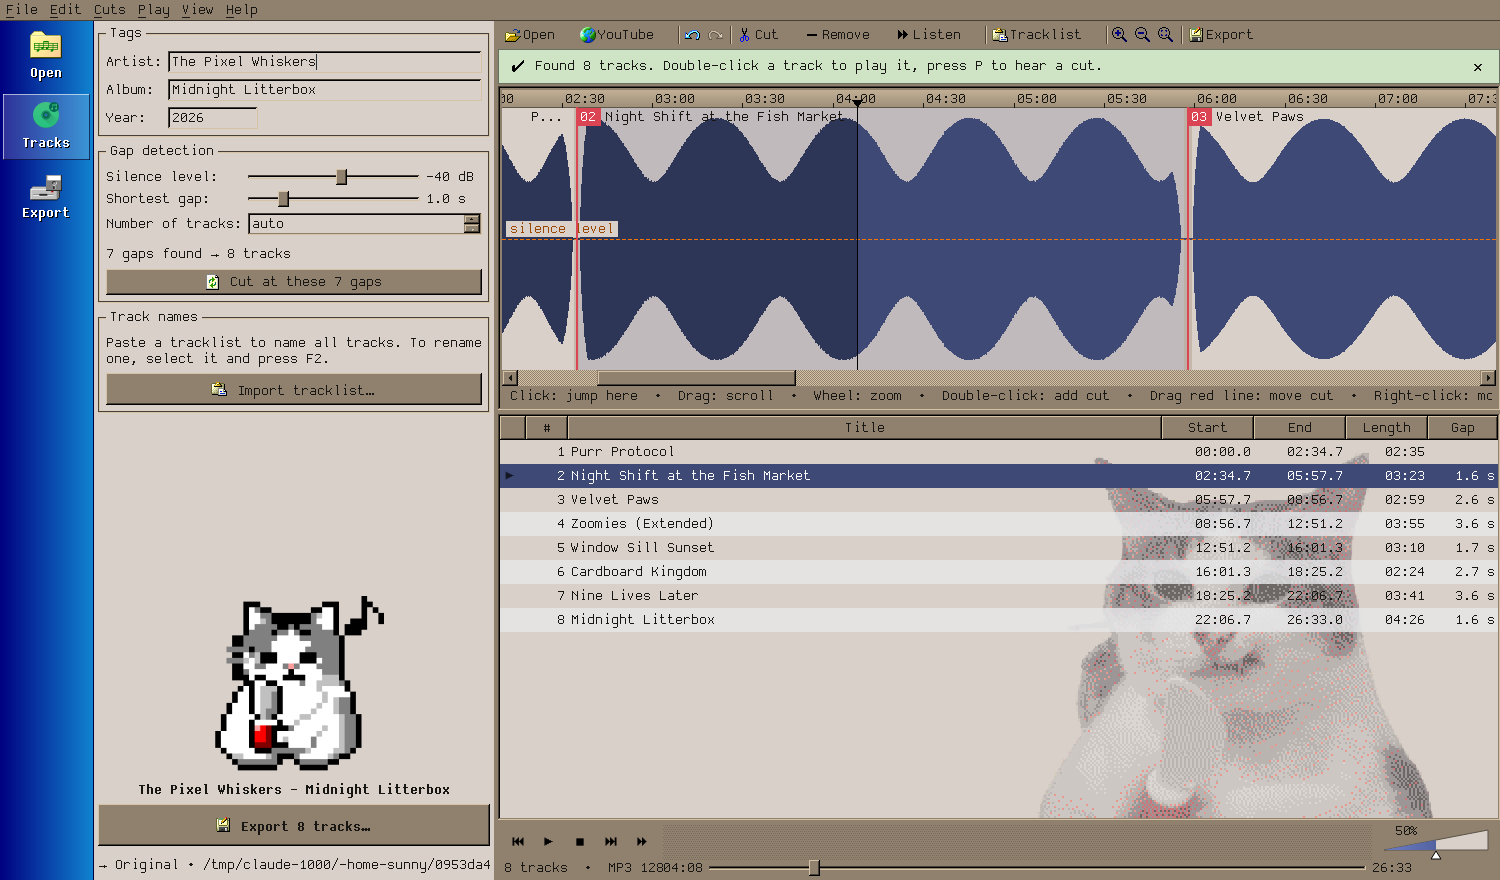 File Edit Cuts Play View Help
Open
Tracks
Export
Tags
Artist: The Pixel Whiskers
Album: Midnight Litterbox
Year: 2026
Gap detection
Silence level: -40 dB
Shortest gap: 1.0 s
Number of tracks: auto
7 gaps found → 8 tracks
Cut at these 7 gaps
Track names
Paste a tracklist to name all tracks. To rename
one, select it and press F2.
Import tracklist…
The Pixel Whiskers – Midnight Litterbox
Export 8 tracks…
→ Original • /tmp/claude-1000/-home-sunny/0953da4
Open YouTube Cut Remove Listen Tracklist Export
✔ Found 8 tracks. Double-click a track to play it, press P to hear a cut. ×
00 02:30 03:00 03:30 04:00 04:30 05:00 05:30 06:00 06:30 07:00 07:3
P... 02 Night Shift at the Fish Market 03 Velvet Paws
silence level
Click: jump here • Drag: scroll • Wheel: zoom • Double-click: add cut • Drag red line: move cut • Right-click: mo
# Title Start End Length Gap
1 Purr Protocol 00:00.0 02:34.7 02:35
2 Night Shift at the Fish Market 02:34.7 05:57.7 03:23 1.6 s
3 Velvet Paws 05:57.7 08:56.7 02:59 2.6 s
4 Zoomies (Extended) 08:56.7 12:51.2 03:55 3.6 s
5 Window Sill Sunset 12:51.2 16:01.3 03:10 1.7 s
6 Cardboard Kingdom 16:01.3 18:25.2 02:24 2.7 s
7 Nine Lives Later 18:25.2 22:06.7 03:41 3.6 s
8 Midnight Litterbox 22:06.7 26:33.0 04:26 1.6 s
50%
8 tracks • MP3 12804:08 26:33